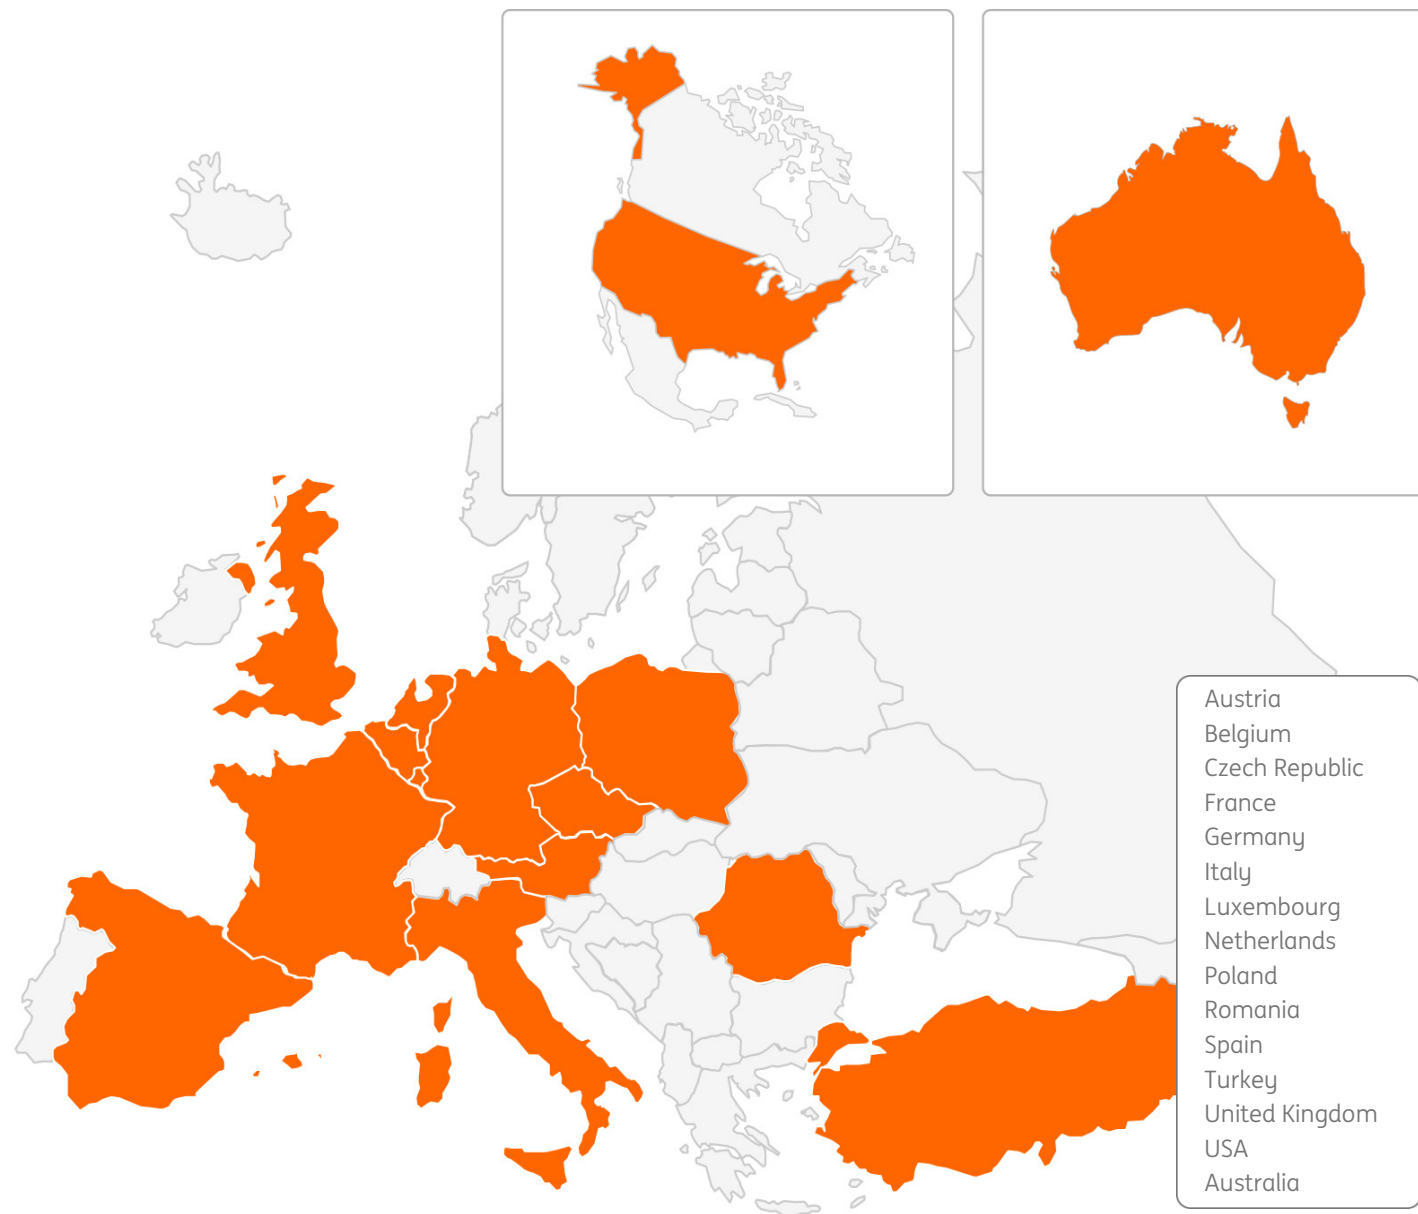 Austria
Belgium
Czech Republic
France
Germany
Italy
Luxembourg
Netherlands
Poland
Romania
Spain
Turkey
United Kingdom
USA
Australia